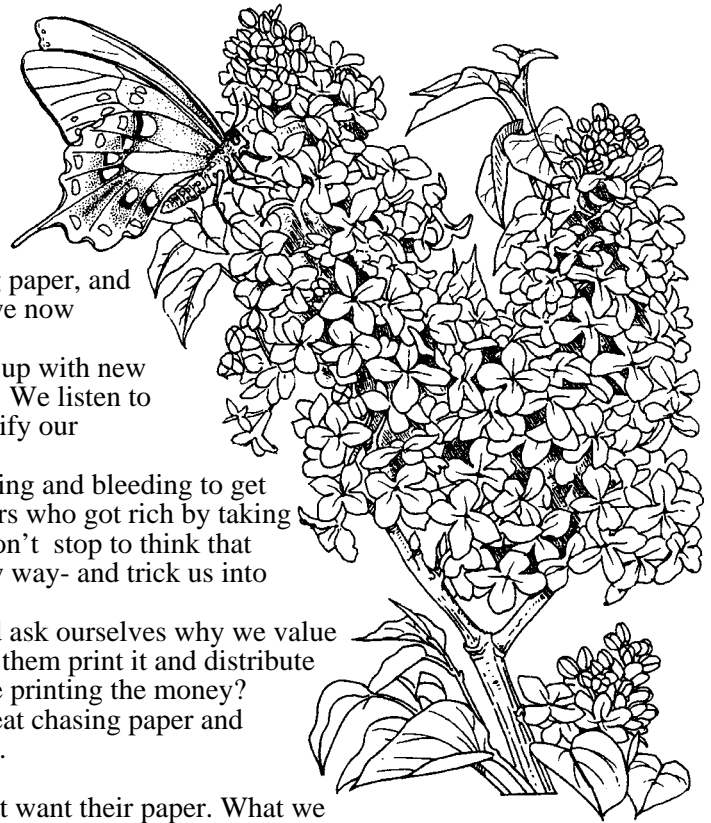 paper, and
ve now
up with new
We listen to
ify our
ing and bleeding to get
rs who got rich by taking
on't stop to think that
way- and trick us into
ask ourselves why we value
them print it and distribute
e printing the money?
eat chasing paper and
.
t want their paper. What we